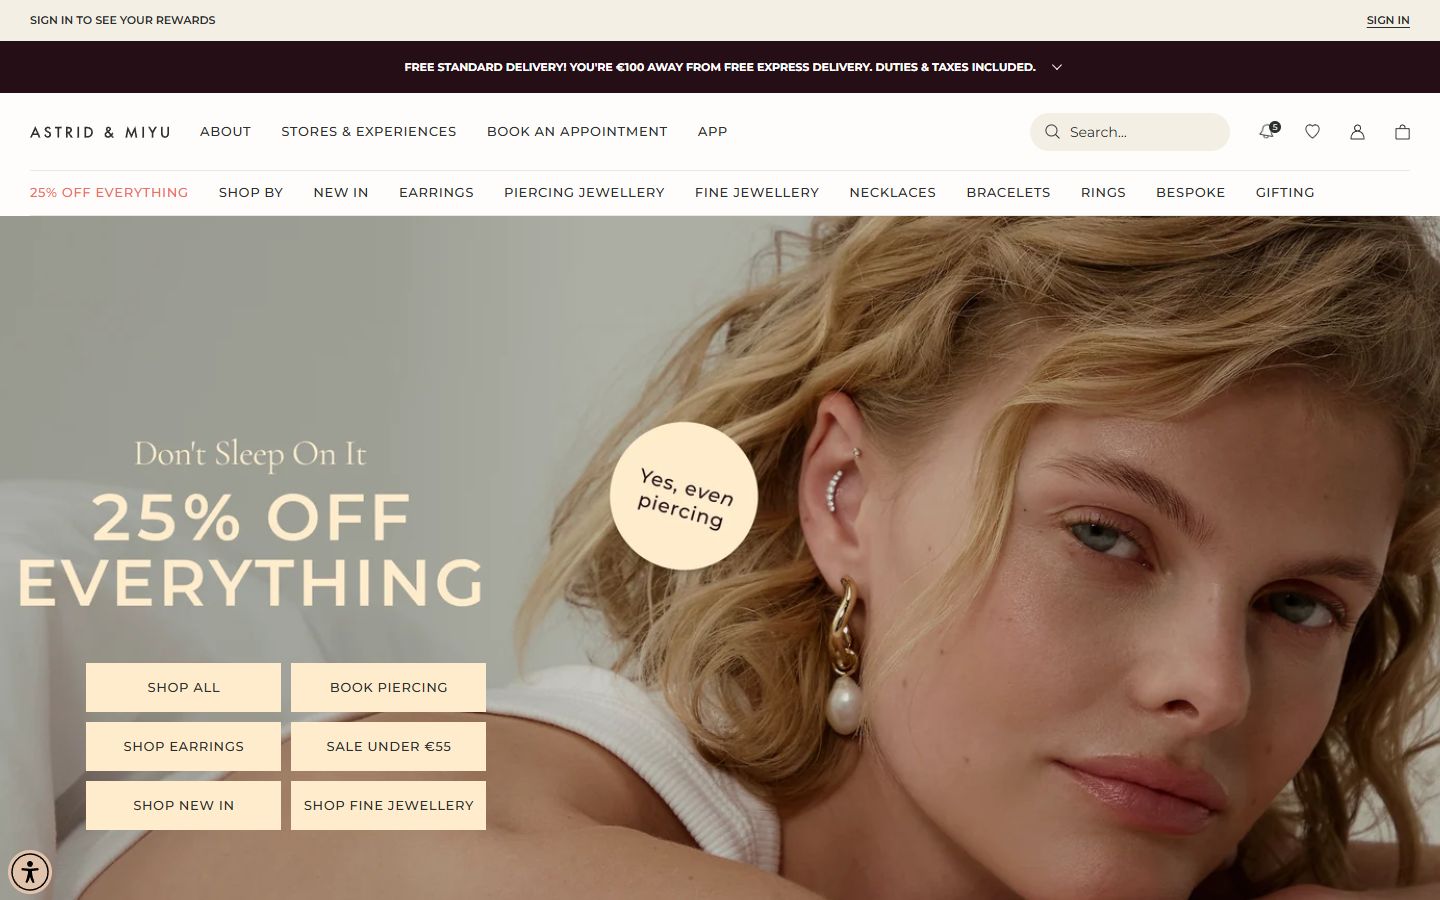 SIGN IN TO SEE YOUR REWARDS
SIGN IN
FREE STANDARD DELIVERY! YOU'RE €100 AWAY FROM FREE EXPRESS DELIVERY. DUTIES & TAXES INCLUDED.
ASTRID & MIYU
ABOUT
STORES & EXPERIENCES
BOOK AN APPOINTMENT
APP
Search...
5
25% OFF EVERYTHING
SHOP BY
NEW IN
EARRINGS
PIERCING JEWELLERY
FINE JEWELLERY
NECKLACES
BRACELETS
RINGS
BESPOKE
GIFTING
Don't Sleep On It
25% OFF
EVERYTHING
Yes, even
piercing
SHOP ALL
BOOK PIERCING
SHOP EARRINGS
SALE UNDER €55
SHOP NEW IN
SHOP FINE JEWELLERY